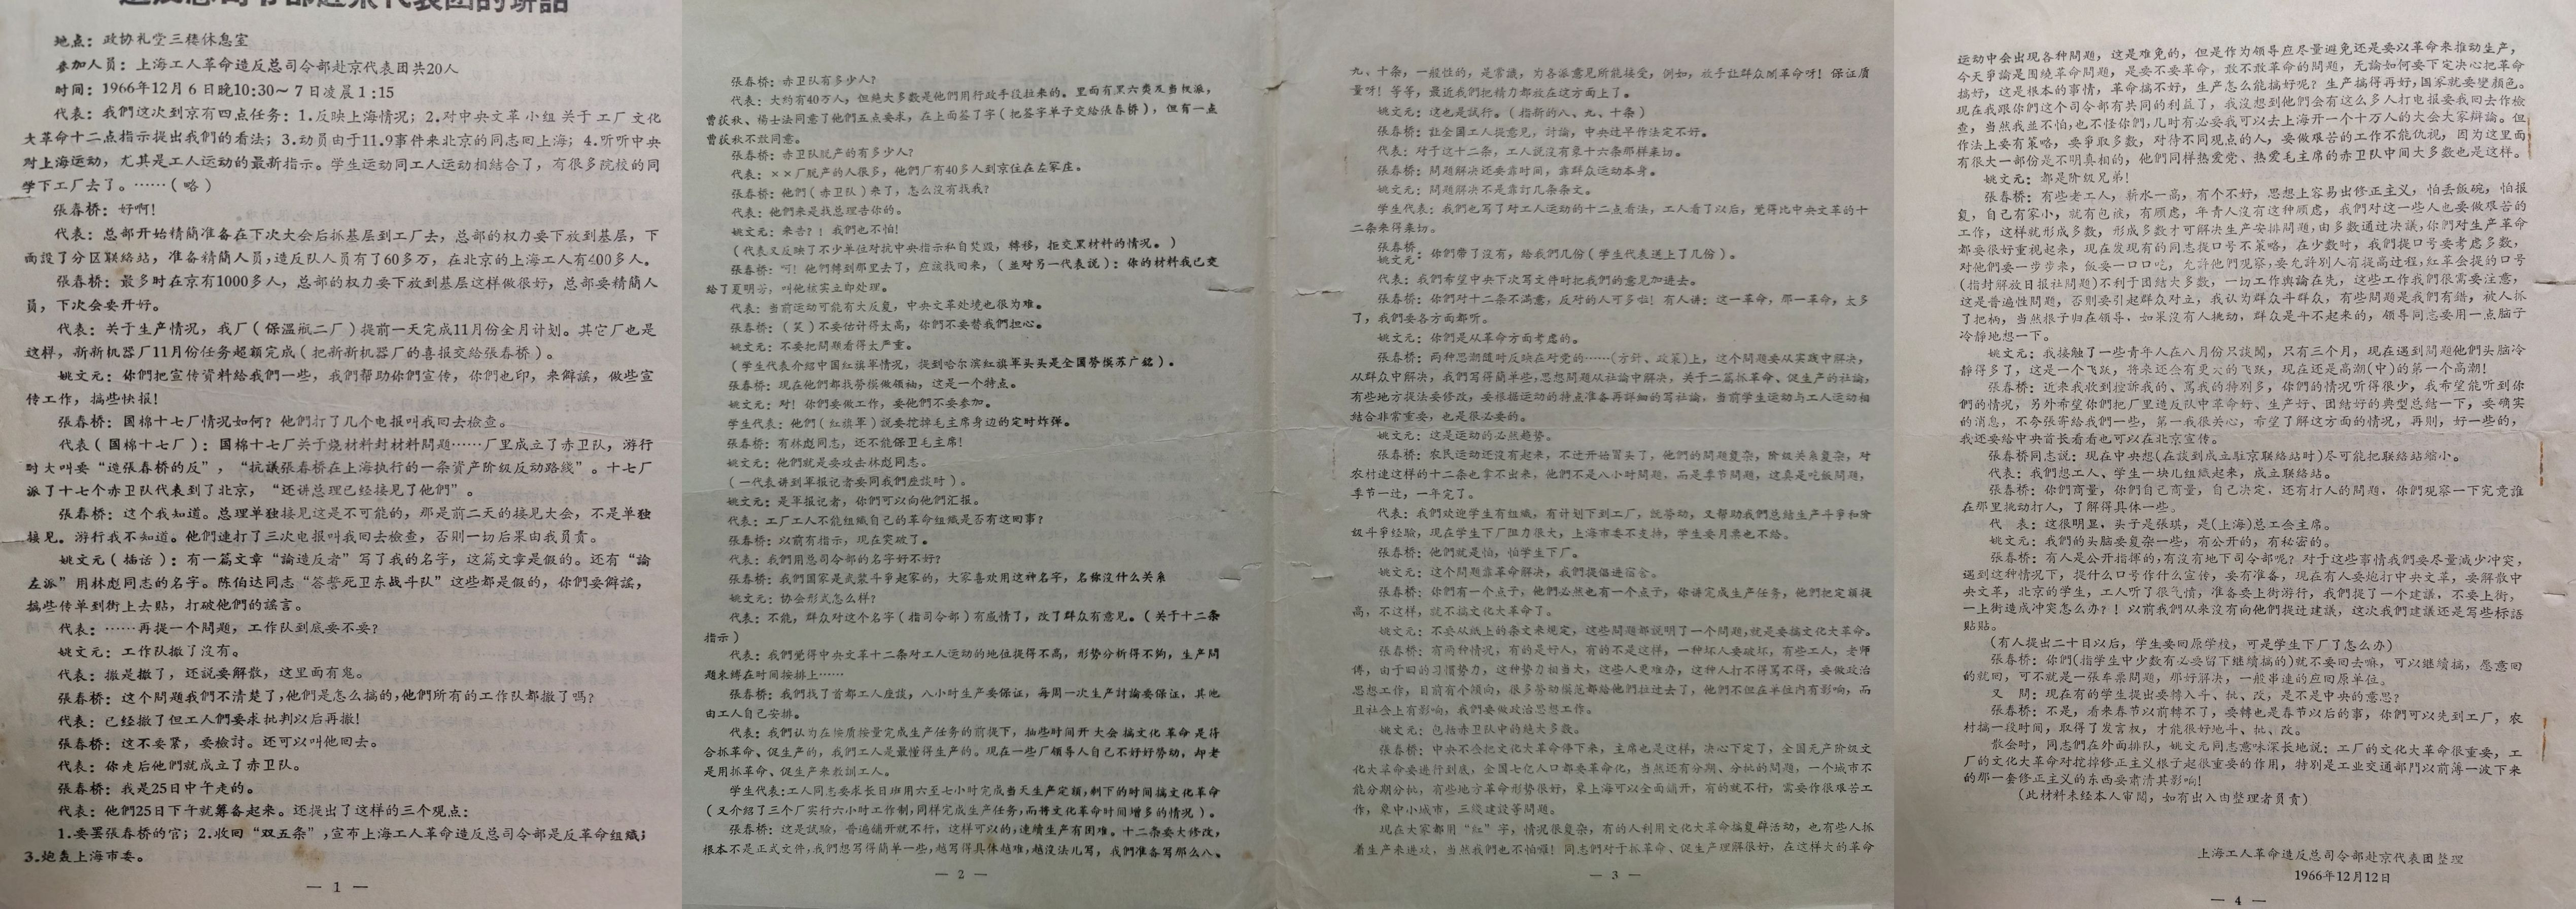 造反总司令部赴京代表团的讲話
地点：政协礼堂三楼休息室
参加人员：上海工人革命造反总司令部赴京代表团共20人
时间：1966年12月6日晚10:30～7日凌晨1:15
代表：我們这次到京有四点任务：1.反映上海情况；2.对中央文革小组关于工厂文化
大革命十二点指示提出我們的看法；3.动员由于11.9事件来北京的同志回上海；4.听听中央
对上海运动，尤其是工人运动的最新指示。学生运动同工人运动相結合了，有很多院校的同
学下工厂去了。……（略）
張春桥：好啊！
代表：总部开始精簡准备在下次大会后抓基层到工厂去，总部的权力要下放到基层，下
面設了分区联絡站，准备精簡人员，造反队人员有了60多万，在北京的上海工人有400多人。
張春桥：最多时在京有1000多人，总部的权力要下放到基层这样做很好，总部要精簡人
員，下次会要开好。
代表：关于生产情况，我厂（保溫瓶二厂）提前一天完成11月份全月计划。其它厂也是
这样，新新机器厂11月份任务超額完成（把新新机器厂的喜报交給張春桥）。
姚文元：你們把宣传資料給我們一些，我們帮助你們宣传，你們也印，来辟謠，做些宣
传工作，搞些快报！
張春桥：国棉十七厂情况如何？他們打了几个电报叫我回去检查。
代表（国棉十七厂）：国棉十七厂关于烧材料封材料問題……厂里成立了赤卫队，游行
时大叫要“造張春桥的反”，“抗議張春桥在上海执行的一条資产阶级反动路綫”。十七厂
派了十七个赤卫队代表到了北京，“还讲总理已經接見了他們”。
張春桥：这个我知道。总理单独接見这是不可能的，那是前二天的接見大会，不是单独
接見。游行我不知道。他們連打了三次电报叫我回去检查，否則一切后果由我員責。
姚文元（插话）：有一篇文章“論造反者”写了我的名字，这篇文章是假的。还有“論
左派”用林彪同志的名字。陈伯达同志“答誓死卫东战斗队”这些都是假的，你們要辟謠，
搞些传单到街上去貼，打破他們的謠言。
代表：……再提一个問題，工作队到底要不要？
姚文元：工作队撤了沒有。
代表：撤是撤了，还说要解散，这里面有鬼。
張春桥：这个問題我們不清楚了，他們是怎么搞的，他們所有的工作队都撤了嗎？
代表：已經撤了但工人們要求批判以后再撤！
張春桥：这不要紧，要檢討。还可以叫他回去。
代表：你走后他們就成立了赤卫队。
張春桥：我是25日中午走的。
代表：他們25日下午就筹备起来。还提出了这样的三个观点：
1.要罢張春桥的官；2.收回“双五条”，宣布上海工人革命造反总司令部是反革命組織；
3.炮轰上海市委。
— 1 —
張春桥：赤卫队有多少人？
代表：大約有40万人，但絶大多数是他們用行政手段拉来的。里面有黑六类及当权派，
曹荻秋、楊士法同意了他們五点要求，在上面签了字（把签字单子交給張春桥），但有一点
曹荻秋不敢同意。
張春桥：赤卫队脫产的有多少人？
代表：××厂脫产的人很多，他們厂有40多人到京住在左家庄。
張春桥：他們（赤卫队）来了，怎么沒有找我？
代表：他們来是找总理告你的。
姚文元：来告？！我們也不怕！
（代表又反映了不少单位对抗中央指示私自焚毁，轉移，拒交黑材料的情况。）
張春桥：呵！他們轉到那里去了，应該找回来，（並对另一代表説）：你的材料我已交
給了夏明芳，叫他核实立即处理。
代表：当前运动可能有大反复，中央文革处境也很为难。
張春桥：（笑）不要估計得太高，你們不要替我們担心。
姚文元：不要把問題看得太严重。
（学生代表介紹中国紅旗軍情况，提到哈尔滨紅旗軍头头是全国劳模苏广銘）。
張春桥：现在他們都找劳模做領袖，这是一个特点。
姚文元：对！你們要做工作，要他們不要参加。
学生代表：他們（紅旗軍）説要挖掉毛主席身边的定时炸弹。
張春桥：有林彪同志，还不能保卫毛主席！
姚文元：他們就是要攻击林彪同志。
（一代表讲到軍报記者要同我們座談时）。
姚文元：是軍报記者，你們可以向他們汇报。
代表：工厂工人不能組織自己的革命組織是否有这回事？
張春桥：以前有指示，现在突破了。
代表：我們用总司令部的名字好不好？
張春桥：我們国家是武装斗爭起家的，大家喜欢用这种名字，名称沒什么关系
姚文元：协会形式怎么样？
代表：不能，群众对这个名字（指司令部）有感情了，改了群众有意見。（关于十二条
指示）
代表：我們觉得中央文革十二条对工人运动的地位提得不高，形势分析得不夠，生产問
題束縛在时间按排上……
張春桥：我們找了首都工人座談，八小时生产要保证，每周一次生产討論要保证，其他
由工人自己安排。
代表：我們认为在按质按量完成生产任务的前提下，抽些时间开大会搞文化革命是符
合抓革命、促生产的，我們工人是最懂得生产的。现在一些厂領导人自己不好好劳动，却老
是用抓革命、促生产来教訓工人。
学生代表：工人同志要求长日班用六至七小时完成当天生产定額，剩下的时间搞文化革命
（又介绍了三个厂实行六小时工作制，同样完成生产任务，而將文化革命时间增多的情况）。
張春桥：这是試驗，普遍鋪开就不行，这样可以的，連續生产有困难。十二条要大修改，
根本不是正式文件，我們想写得簡单一些，越写得具体越难，越沒法儿写，我們准备写那么八、
— 2 —
九、十条，一般性的，是常識，为各派意見所能接受，例如，放手让群众鬧革命呀！保证质
量呀！等等，最近我們把精力都放在这方面上了。
姚文元：这也是試行。（指新的八、九、十条）
張春桥：让全国工人提意見，討論，中央过早作法定不好。
代表：对于这十二条，工人説沒有象十六条那样亲切。
張春桥：問題解决还要靠时间，靠群众运动本身。
姚文元：問題解决不是靠訂几条条文。
学生代表：我們也写了对工人运动的十二点看法，工人看了以后，觉得比中央文革的十
二条来得亲切。
張春桥
姚文元：你們带了沒有，給我們几份（学生代表送上了几份）。
代表：我們希望中央下次写文件时把我們的意見加进去。
張春桥：你們对十二条不滿意，反对的人可多啦！有人讲：这一革命，那一革命，太多
了，我們要各方面都听。
姚文元：你們是从革命方面考虑的。
張春桥：两种思潮随时反映在对党的……（方針、政策）上，这个問題要从实践中解决，
从群众中解决，我們写得簡单些，思想問題从社論中解决，关于二篇抓革命、促生产的社論，
有些地方提法要修改，要根据运动的特点准备再詳細的写社論，当前学生运动与工人运动相
結合非常重要，也是很必要的。
姚文元：这是运动的必然趋势。
張春桥：农民运动还沒有起来，不过开始冒头了，他們的問題复杂，阶級关系复杂，对
农村連这样的十二条也拿不出来，他們不是八小时問題，而是季节問題，这真是吃飯問題，
季节一过，一年完了。
代表：我們欢迎学生有組織，有计划下到工厂，既劳动，又帮助我們总結生产斗爭和阶
級斗爭經驗，现在学生下厂阻力很大，上海市委不支持，学生要月票也不給。
張春桥：他們就是怕，怕学生下厂。
姚文元：这个問題靠革命解决，我們提倡进宿舍。
張春桥：你們有一个点子，他們必然也有一个点子，你讲完成生产任务，他們把定額提
高，不这样，就不搞文化大革命了。
姚文元：不要从紙上的条文来规定，这些問題都説明了一个問題，就是要搞文化大革命。
張春桥：有两种情况，有的是好人，有的不是这样，一种坏人要破坏，有些工人，老师
傅，由于旧的习慣势力，这种势力相当大，这些人更难办，这种人打不得罵不得，要做政治
思想工作，目前有个傾向，很多劳动模范都給他們拉过去了，他們不但在单位內有影响，而
且社会上有影响，我們要做政治思想工作。
姚文元：包括赤卫队中的絶大多数。
張春桥：中央不会把文化大革命停下来，主席也是这样，决心下定了，全国无产阶级文
化大革命要进行到底，全国七亿人口都要革命化，当然还有分期、分批的問題，一个城市不
能分期分批，有些地方革命形势很好，象上海可以全面鋪开，有的就不行，需要作很艰苦工
作，象中小城市，三綫建設等問題。
现在大家都用“紅”字，情况很复杂，有的人利用文化大革命搞复辟活动，也有些人抓
着生产来进攻，当然我們也不怕囉！同志們对于抓革命、促生产理解很好，在这样大的革命
— 3 —
运动中会出现各种問題，这是难免的，但是作为領导应尽量避免还是要以革命来推动生产，
今天爭論是围绕革命問題，是要不要革命，敢不敢革命的問題，无論如何要下定决心把革命
搞好，这是根本的事情，革命搞不好，生产怎么能搞好呢？生产搞得再好，国家就要變顏色。
现在我跟你們这个司令部有共同的利益了，我沒想到他們会有这么多人打电报要我回去作检
查，当然我並不怕，也不怪你們，几时有必要我可以去上海开一个十万人的大会大家辯論。但
作法上要有策略，要爭取多数，对待不同观点的人，要做艰苦的工作不能仇視，因为这里面
有很大一部份是不明真相的，他們同样热爱党、热爱毛主席的赤卫队中间大多数也是这样。
姚文元：都是阶級兄弟！
張春桥：有些老工人，薪水一高，有个不好，思想上容易出修正主义，怕丢飯碗，怕报
复，自己有家小，就有包袱，有顾虑，年青人沒有这种顾虑，我們对这一些人也要做艰苦的
工作，这样就形成多数，形成多数才可解决生产安排問題，由多数通过决議，你們对生产革命
都要很好重視起来，现在发现有的同志提口号不策略，在少数时，我們提口号要考虑多数，
对他們要一步步来，飯要一口口吃，允許他們观察，要允許別人有提高过程，紅革会提的口号
（指封解放日报社問題）不利于团結大多数，一切工作輿論在先，这些工作我們很需要注意，
这是普遍性問題，否則要引起群众对立，我认为群众斗群众，有些問題是我們有錯，被人抓
了把柄，当然根子归在領导，如果沒有人挑动，群众是斗不起来的，領导同志要用一点脑子
冷靜地想一下。
姚文元：我接触了一些青年人在八月份只談闖，只有三个月，现在遇到問題他們头脑冷
靜得多了，这是一个飞跃，將来还会有更大的飞跃，现在还是高潮（中）的第一个高潮！
張春桥：近来我收到控訴我的、罵我的特別多，你們的情况听得很少，我希望能听到你
們的情况，另外希望你們把厂里造反队中革命好、生产好、团結好的典型总結一下，要确实
的消息，不夸張寄給我們一些，第一我很关心，希望了解这方面的情况，再則，好一些的，
我还要給中央首长看看也可以在北京宣传。
張春桥同志説：现在中央想（在談到成立駐京联絡站时）尽可能把联絡站縮小。
代表：我們想工人、学生一块儿組織起来，成立联絡站。
張春桥：你們商量，你們自己商量，自己决定，还有打人的問題，你們观察一下究竟誰
在那里挑动打人，了解得具体一些。
代　表：这很明显，头子是張琪，是（上海）总工会主席。
姚文元：我們的头脑要复杂一些，有公开的，有秘密的。
張春桥：有人是公开指揮的，有沒有地下司令部呢？对于这些事情我們要尽量減少冲突，
遇到这种情况下，提什么口号作什么宣传，要有准备，现在有人要炮打中央文革，要解散中
央文革，北京的学生，工人听了很气憤，准备要上街游行，我們提了一个建議，不要上街，
一上街造成冲突怎么办？！以前我們从来沒有向他們提过建議，这次我們建議还是写些标語
貼貼。
（有人提出二十日以后，学生要回原学校，可是学生下厂了怎么办）
張春桥：你們（指学生中少数有必要留下继續搞的）就不要回去嘛，可以继續搞，愿意回
的就回，可不就是一张车票問題，那好解决，一般串連的应回原单位。
又　問：现在有的学生提出要轉入斗、批、改，是不是中央的意思？
張春桥：不是，看来春节以前轉不了，要轉也是春节以后的事，你們可以先到工厂，农
村搞一段时间，取得了发言权，才能很好地斗、批、改。
散会时，同志們在外面排队，姚文元同志意味深长地説：工厂的文化大革命很重要，工
厂的文化大革命对挖掉修正主义根子起很重要的作用，特別是工业交通部門以前薄一波下来
的那一套修正主义的东西要肃清其影响！
（此材料未经本人审閱，如有出入由整理者員責）
上海工人革命造反总司令部赴京代表团整理
1966年12月12日
— 4 —